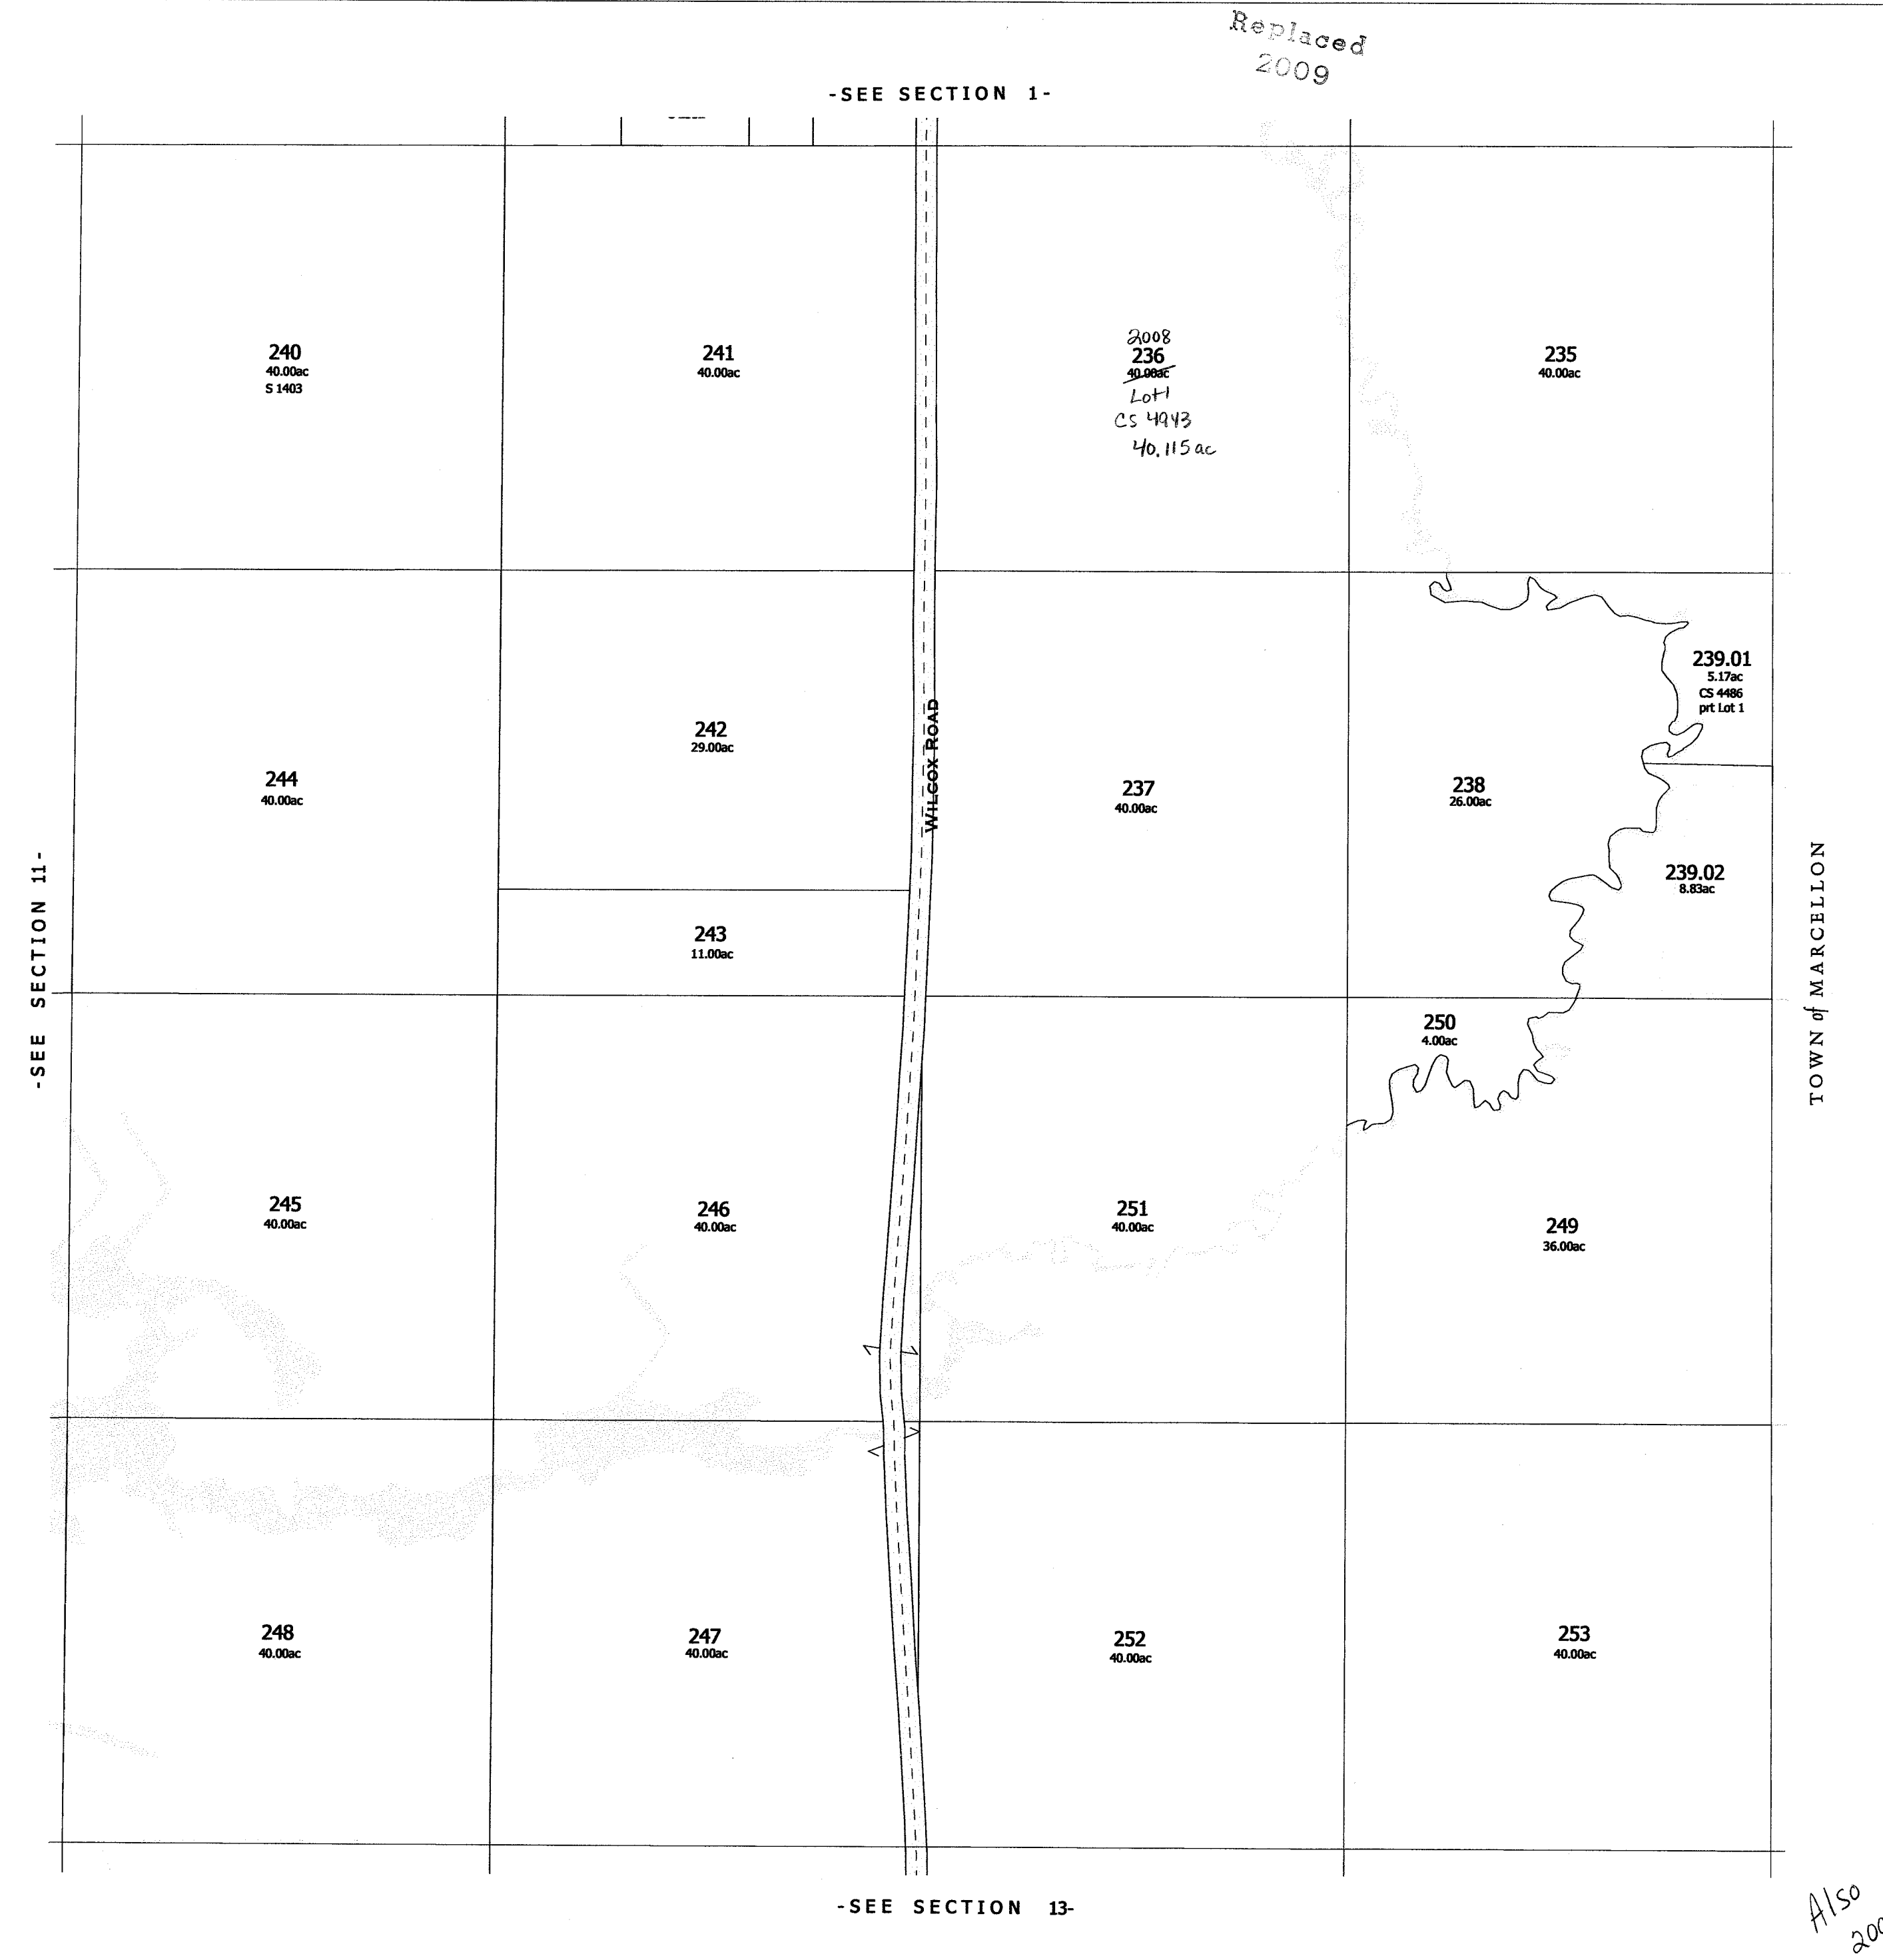 Replaced
2009
-SEE SECTION 1-
240
40.00ac
S 1403
241
40.00ac
2008
236
40.00ac
Lot 1
CS 4943
40.115 ac
235
40.00ac
239.01
5.17ac
CS 4486
prt Lot 1
242
29.00ac
WILCOX ROAD
244
40.00ac
237
40.00ac
238
26.00ac
239.02
8.83ac
243
11.00ac
-SEE SECTION 11-
TOWN of MARCELLON
250
4.00ac
245
40.00ac
246
40.00ac
251
40.00ac
249
36.00ac
248
40.00ac
247
40.00ac
252
40.00ac
253
40.00ac
-SEE SECTION 13-
Also